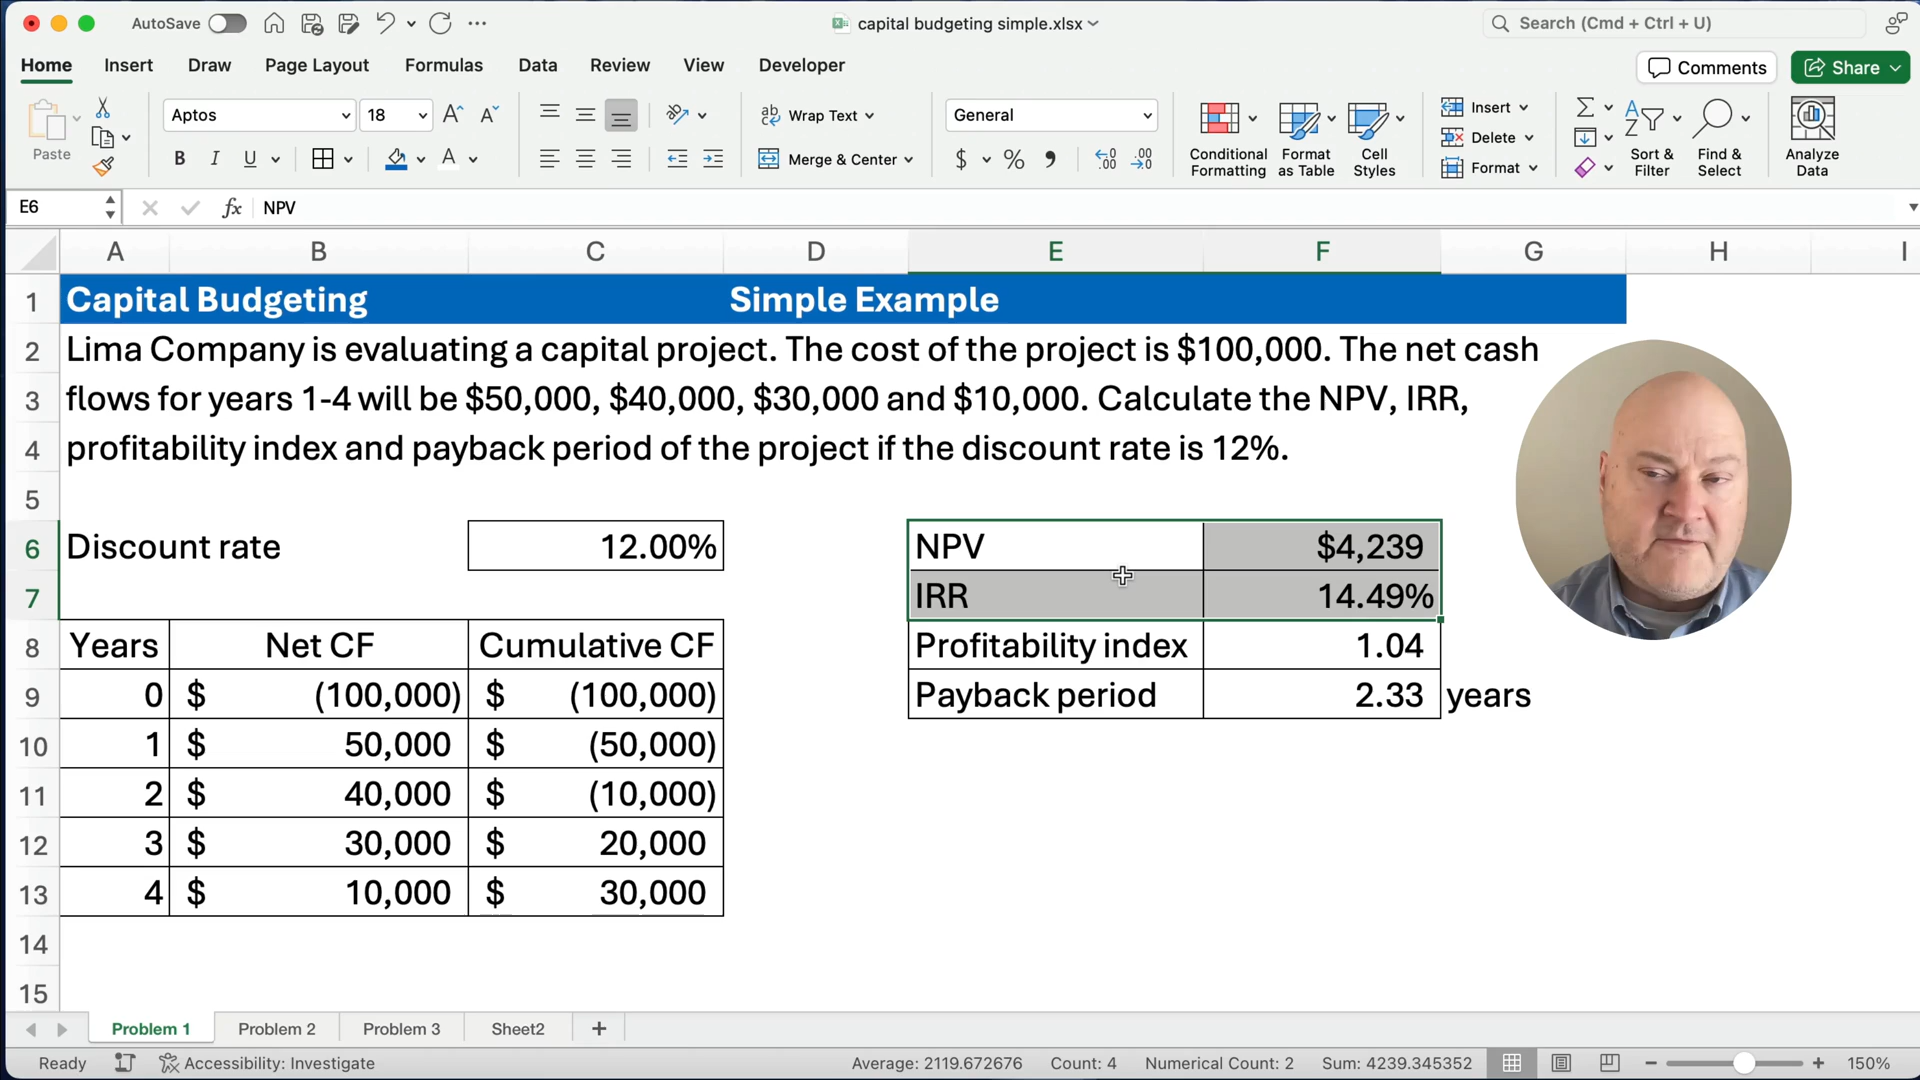 AutoSave
capital budgeting simple.xlsx
Search (Cmd + Ctrl + U)
Home Insert Draw Page Layout Formulas Data Review View Developer
Comments
Share
Paste
Aptos
18
B I U
A
Wrap Text
Merge & Center
General
$ % 9
Conditional Formatting
Format as Table
Cell Styles
Insert
Delete
Format
Sort & Filter
Find & Select
Analyze Data
E6
fx NPV
A B C D E F G H I
1 Capital Budgeting Simple Example
2 Lima Company is evaluating a capital project. The cost of the project is $100,000. The net cash
3 flows for years 1-4 will be $50,000, $40,000, $30,000 and $10,000. Calculate the NPV, IRR,
4 profitability index and payback period of the project if the discount rate is 12%.
5
6 Discount rate 12.00% NPV $4,239
7 IRR 14.49%
8 Years Net CF Cumulative CF Profitability index 1.04
9 0 $ (100,000) $ (100,000) Payback period 2.33 years
10 1 $ 50,000 $ (50,000)
11 2 $ 40,000 $ (10,000)
12 3 $ 30,000 $ 20,000
13 4 $ 10,000 $ 30,000
14
15
Problem 1 Problem 2 Problem 3 Sheet2 +
Ready Accessibility: Investigate Average: 2119.672676 Count: 4 Numerical Count: 2 Sum: 4239.345352 150%